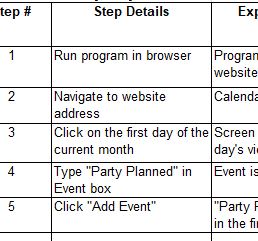 tep # Step Details Exp
1 Run program in browser Program
website
2 Navigate to website Calenda
address
3 Click on the first day of the Screen
current month day's vi
4 Type "Party Planned" in Event is
Event box
5 Click "Add Event" "Party P
in the fir